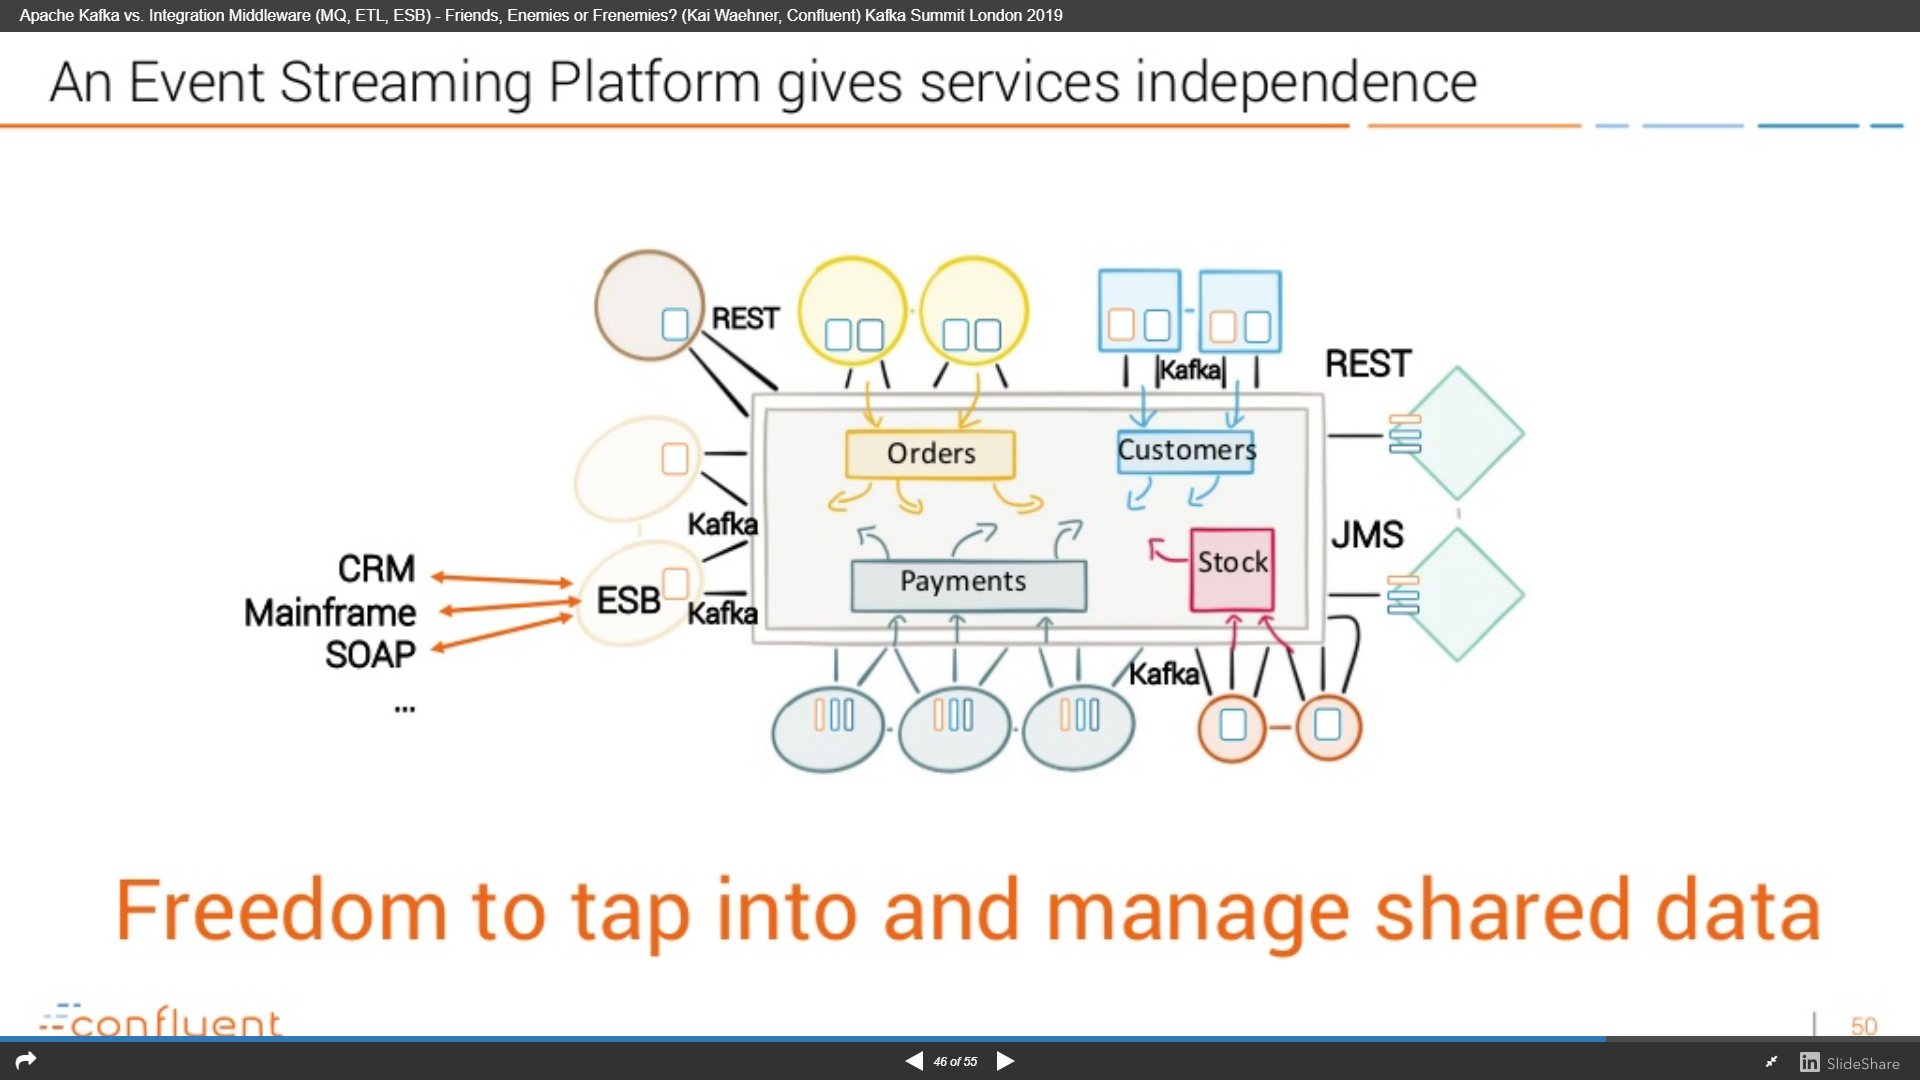 Apache Kafka vs. Integration Middleware (MQ, ETL, ESB) - Friends, Enemies or Frenemies? (Kai Waehner, Confluent) Kafka Summit London 2019
An Event Streaming Platform gives services independence
REST
Kafka
REST
Orders
Customers
Kafka
JMS
CRM
Mainframe
SOAP
...
ESB
Kafka
Payments
Stock
Kafka
Freedom to tap into and manage shared data
confluent
50
46 of 55
in SlideShare